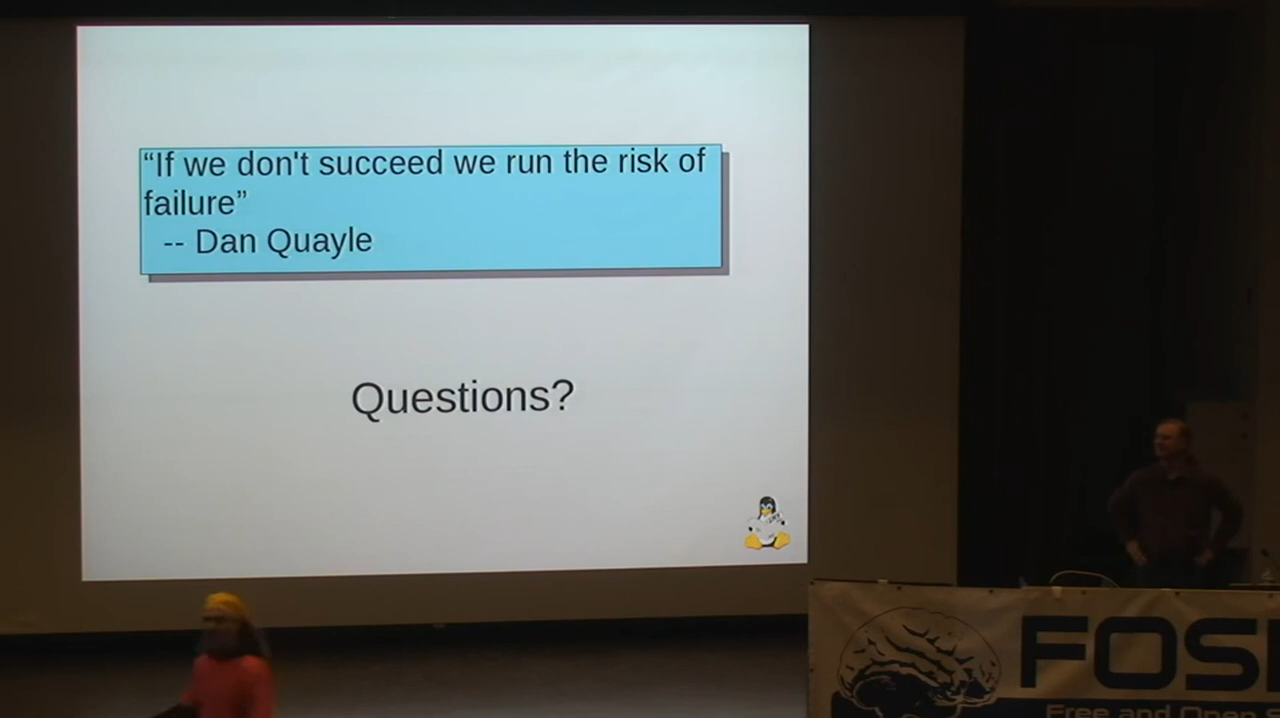 “If we don't succeed we run the risk of
failure”
-- Dan Quayle
Questions?
FOS
Free and Open